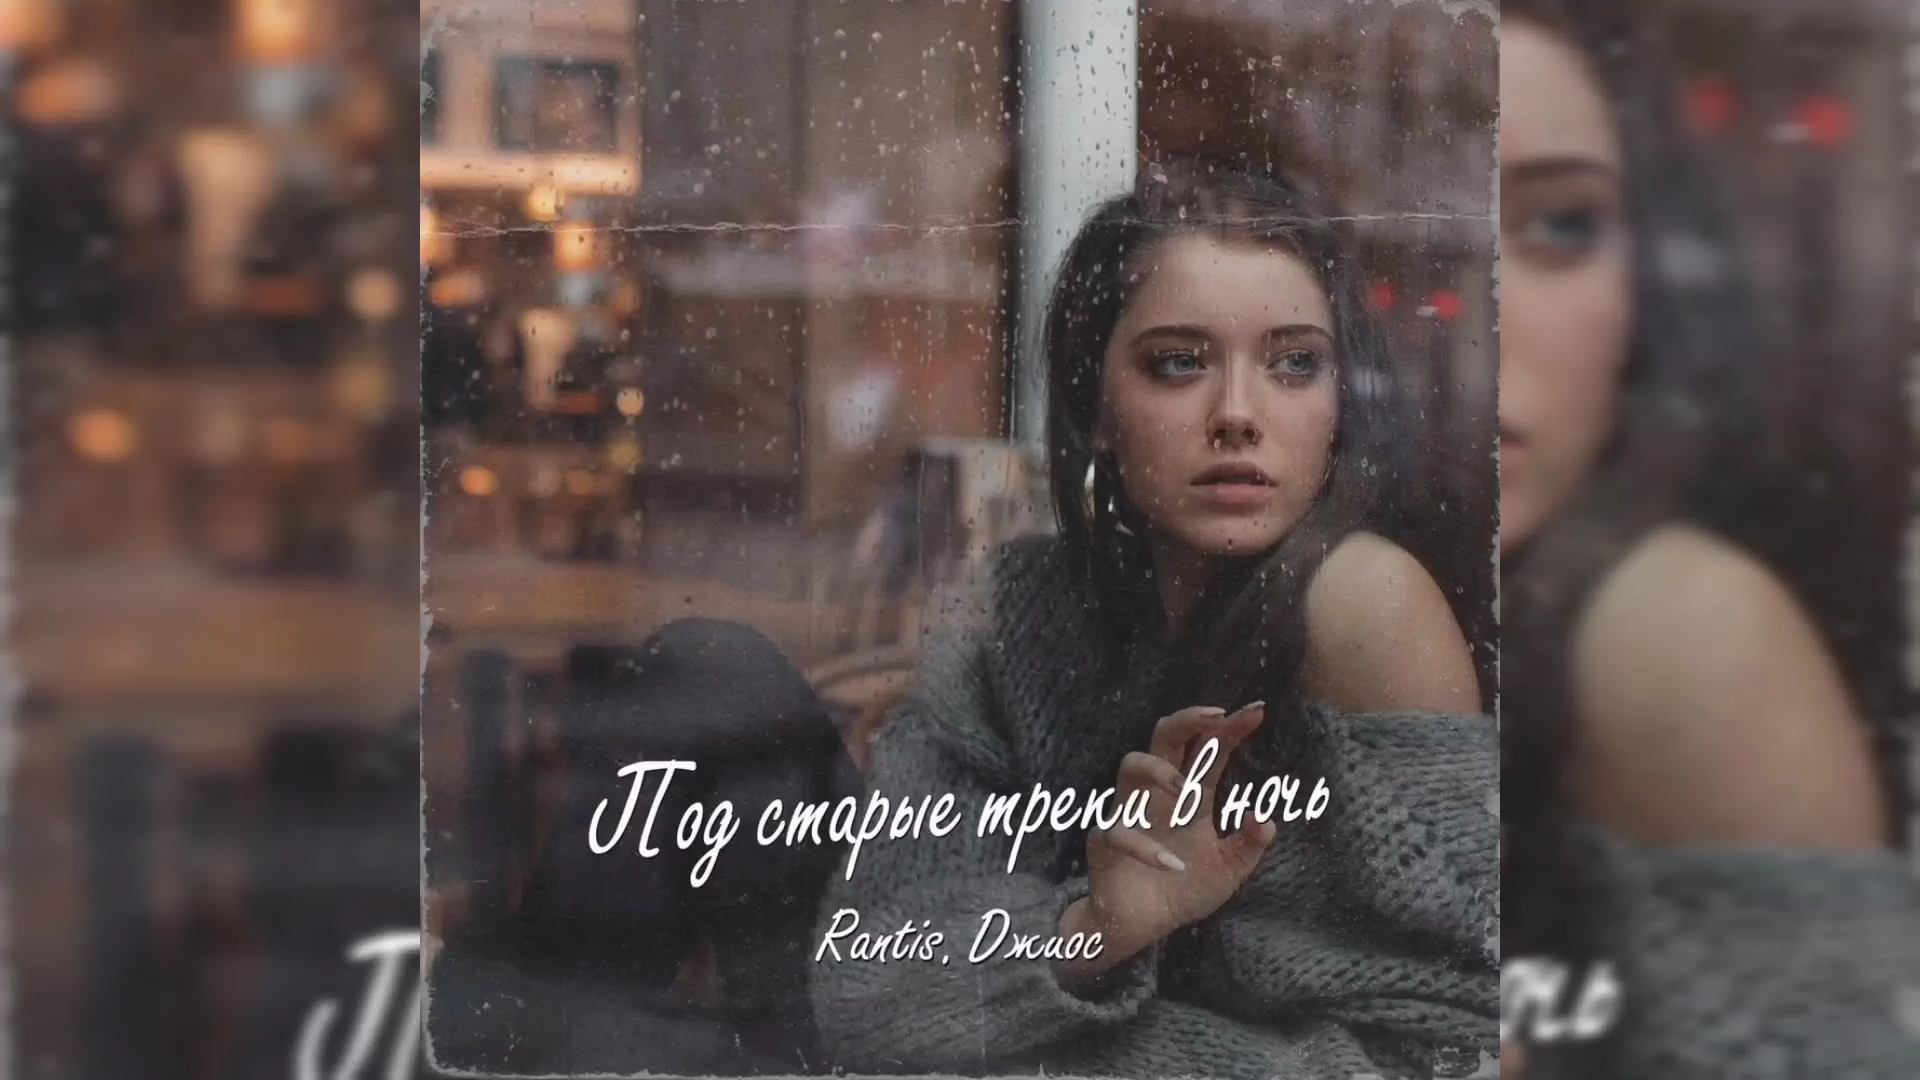 Под старые треки в ночь
Rantis, Джиос